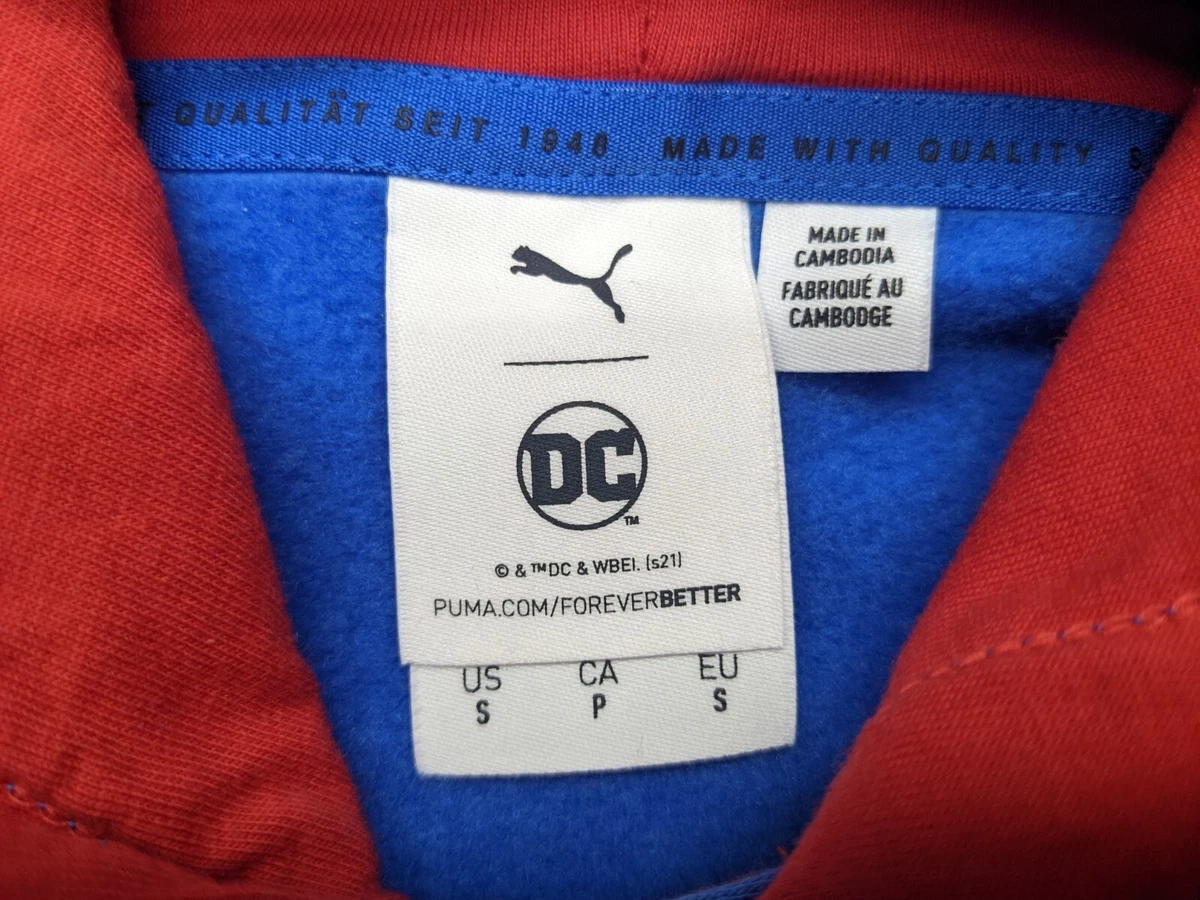 QUALITÄT SEIT 1948 MADE WITH QUALITY
MADE IN
CAMBODIA
FABRIQUÉ AU
CAMBODGE
DC
TM
© & ™DC & WBEI. (s21)
PUMA.COM/FOREVERBETTER
US CA EU
S P S